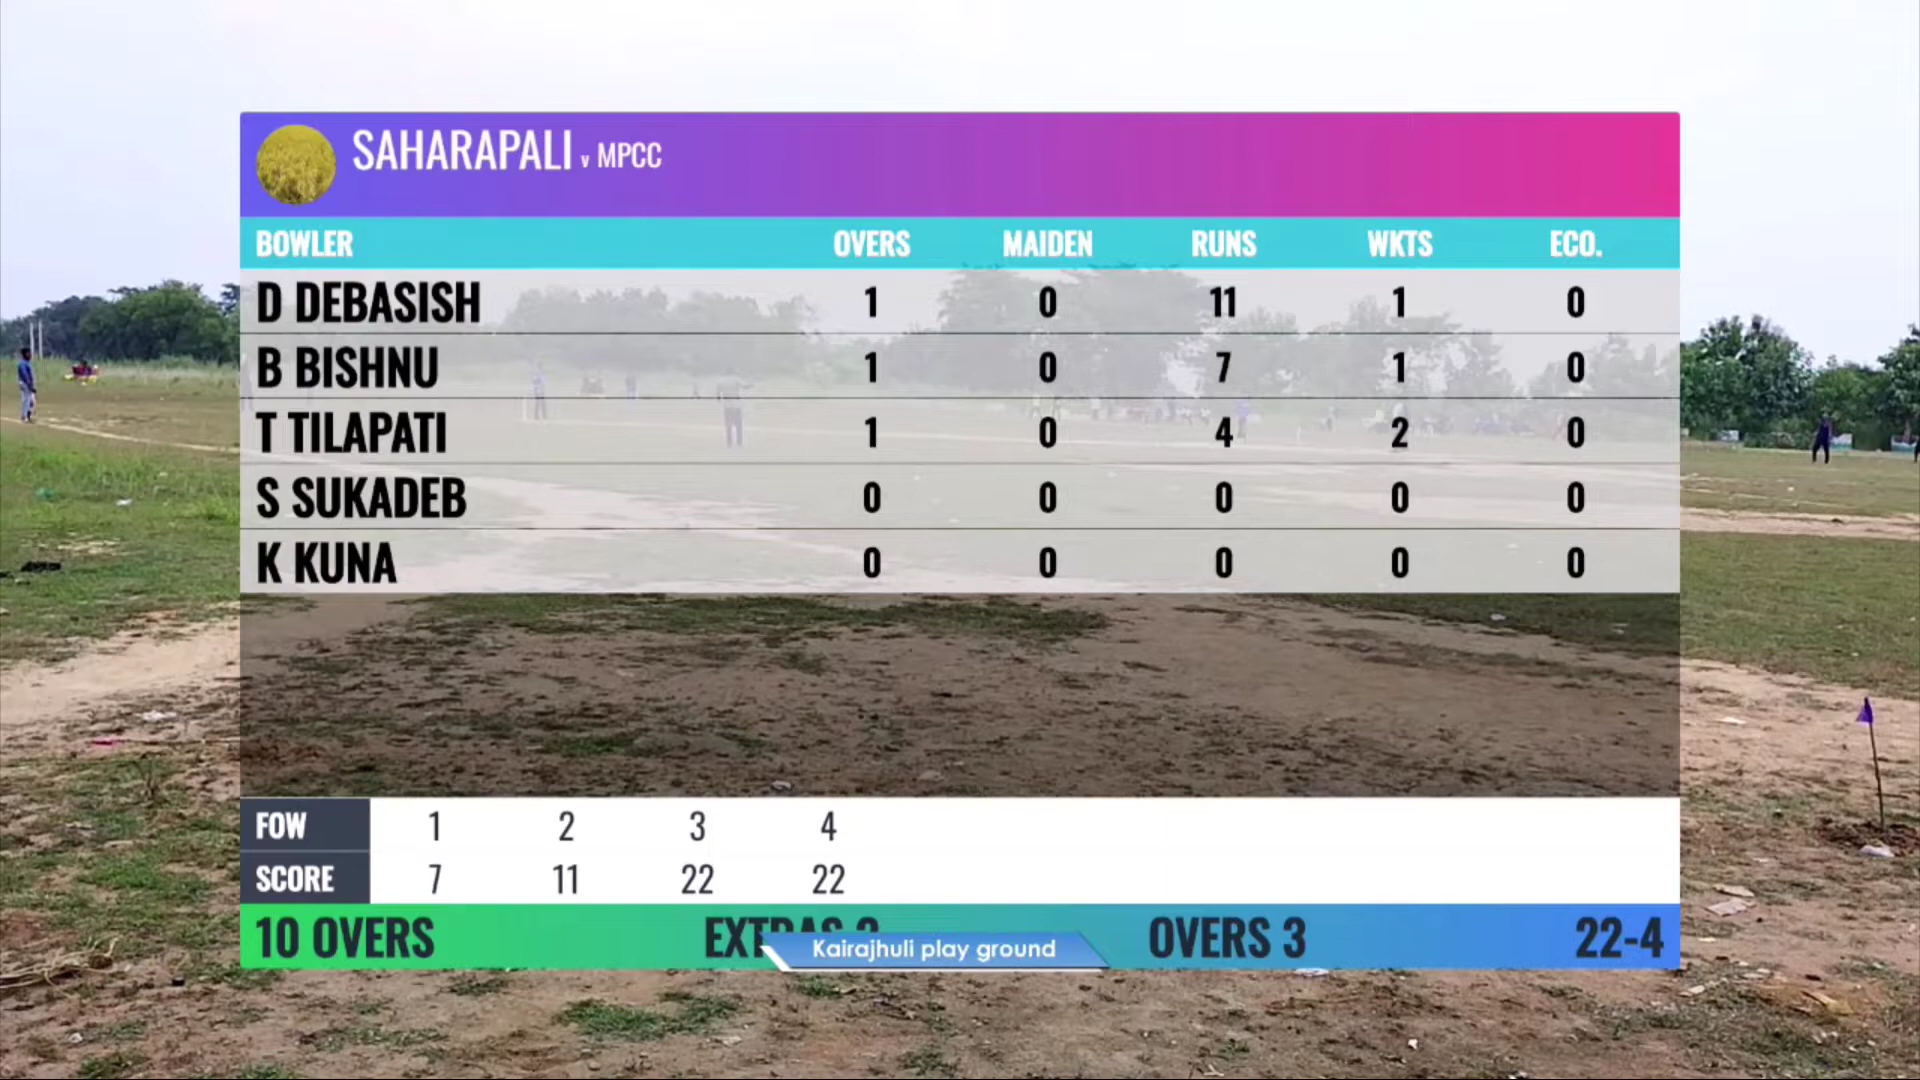 SAHARAPALI v MPCC
BOWLER OVERS MAIDEN RUNS WKTS ECO.
D DEBASISH 1 0 11 1 0
B BISHNU 1 0 7 1 0
T TILAPATI 1 0 4 2 0
S SUKADEB 0 0 0 0 0
K KUNA 0 0 0 0 0
FOW 1 2 3 4
SCORE 7 11 22 22
10 OVERS EXTRAS OVERS 3 22-4
Kairajhuli play ground